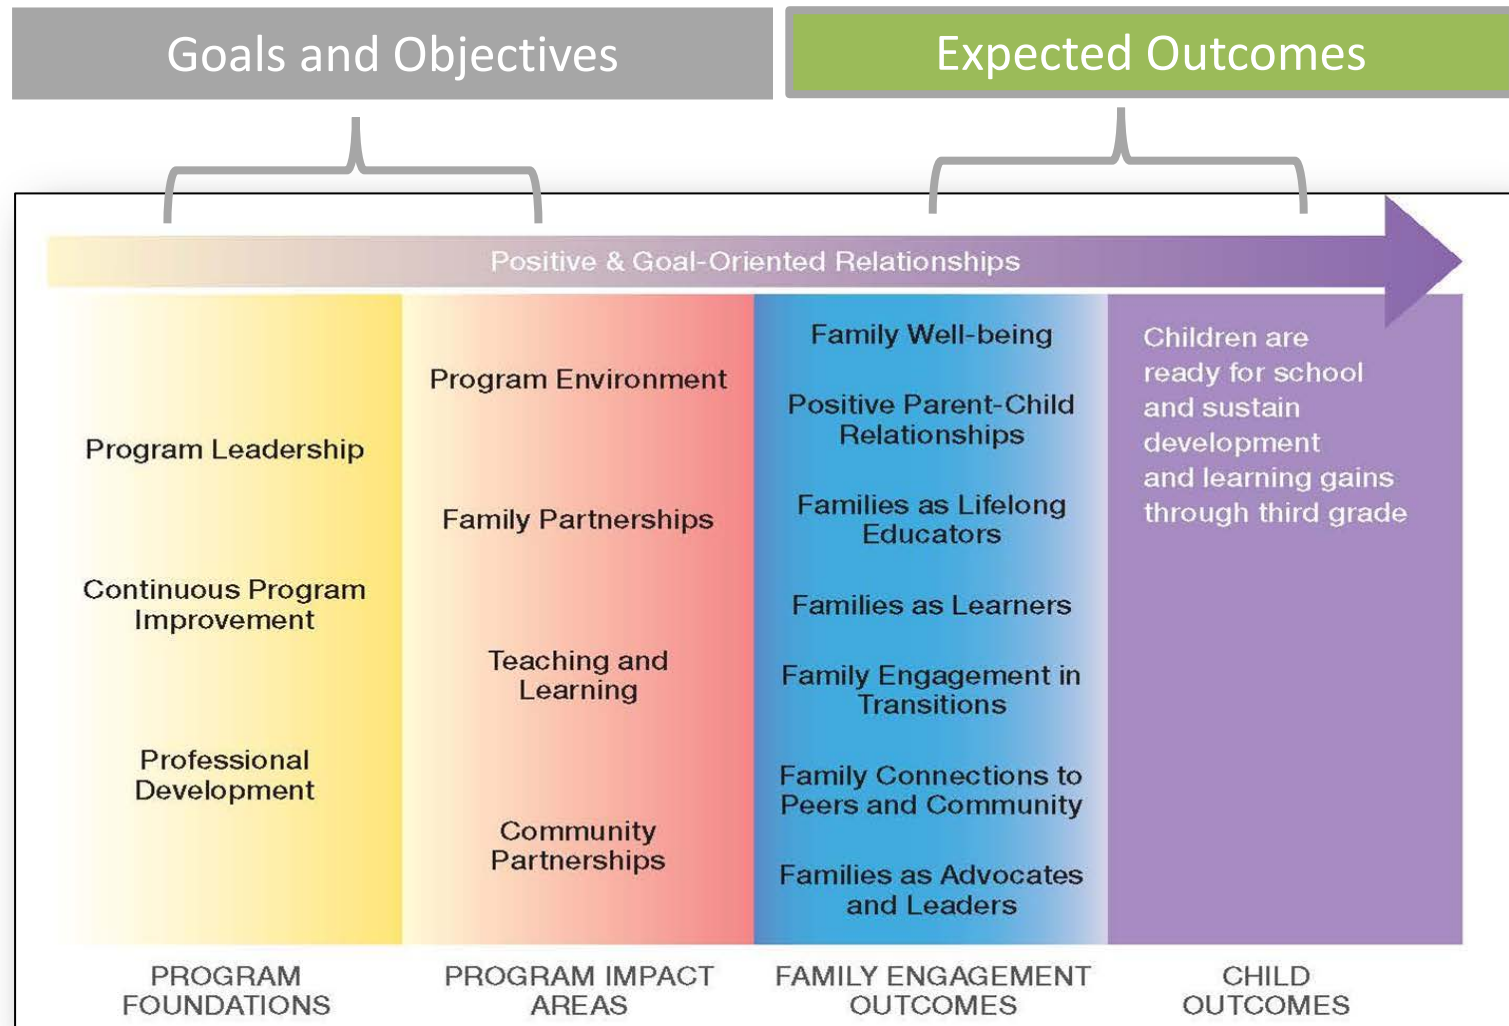 Goals and Objectives
Expected Outcomes
Positive & Goal-Oriented Relationships
Program Leadership
Continuous Program
Improvement
Professional
Development
PROGRAM
FOUNDATIONS
Program Environment
Family Partnerships
Teaching and
Learning
Community
Partnerships
PROGRAM IMPACT
AREAS
Family Well-being
Positive Parent-Child
Relationships
Families as Lifelong
Educators
Families as Learners
Family Engagement in
Transitions
Family Connections to
Peers and Community
Families as Advocates
and Leaders
FAMILY ENGAGEMENT
OUTCOMES
Children are
ready for school
and sustain
development
and learning gains
through third grade
CHILD
OUTCOMES